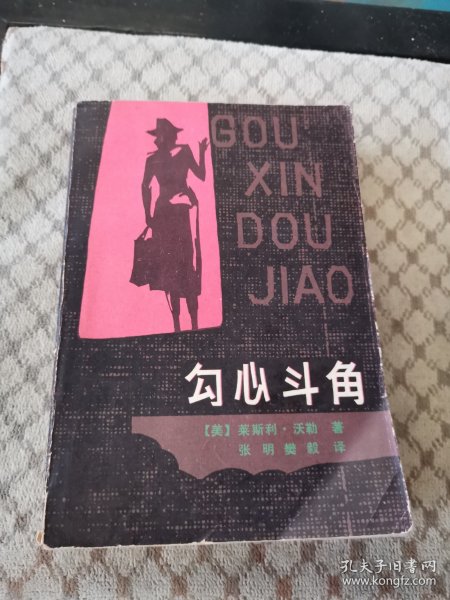 GOU
XIN
DOU
JIAO
勾心斗角
【美】莱斯利·沃勒 著
张明樊毅 译
孔夫子旧书网
www.kongfz.com